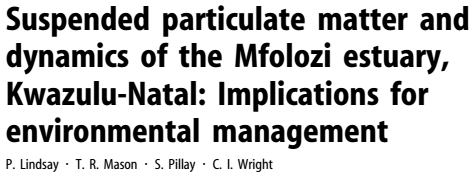 Suspended particulate matter and
dynamics of the Mfolozi estuary,
Kwazulu-Natal: Implications for
environmental management
P. Lindsay · T. R. Mason · S. Pillay · C. I. Wright